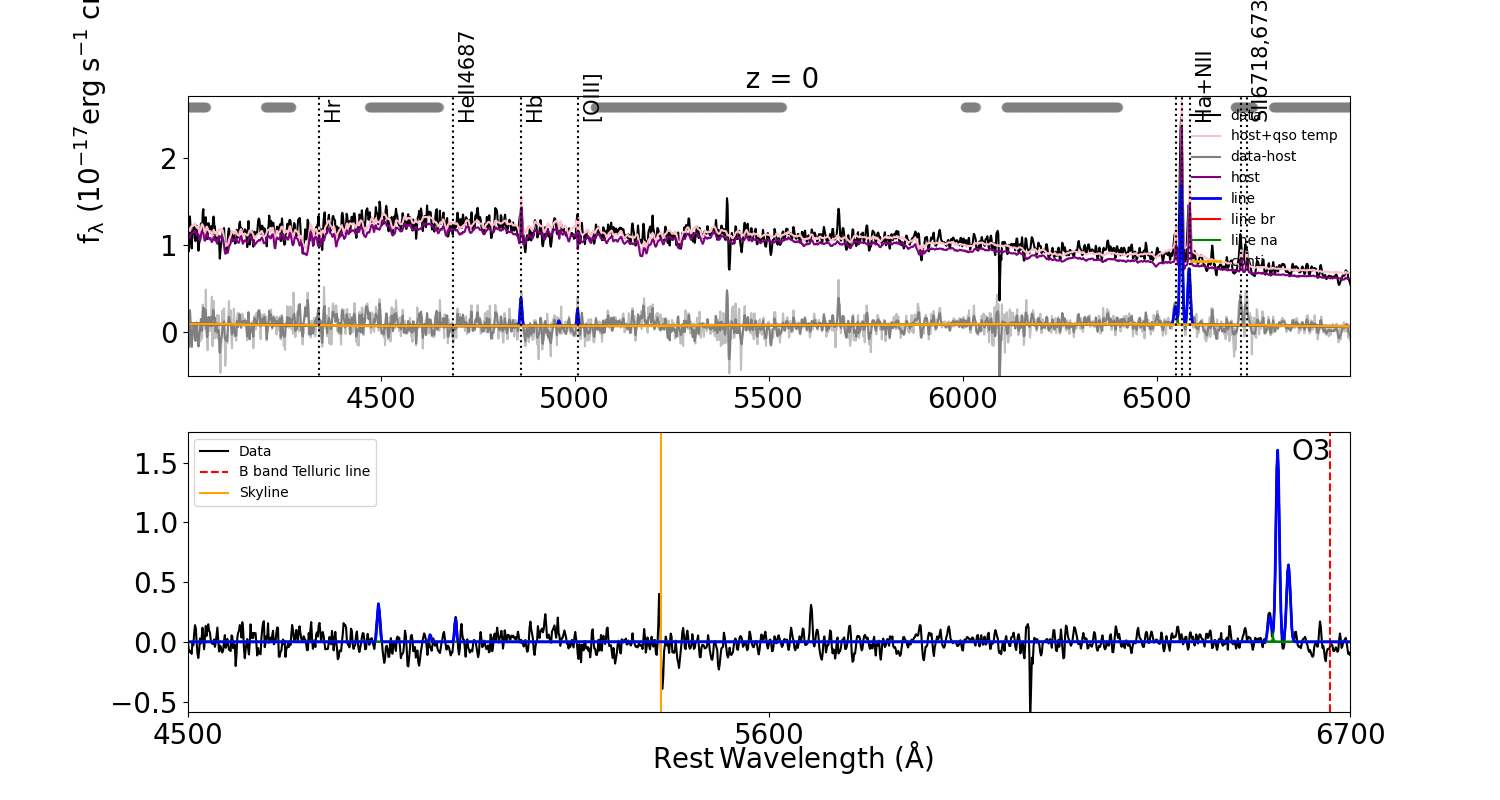 z = 0
f_λ (10^−17 erg s^−1
Hr
HeII4687
Hb
[OIII]
Ha+NII
SII6718,673
data
host+qso temp
data-host
host
line
line br
line na
conti
2
1
0
4500 5000 5500 6000 6500
Data
B band Telluric line
Skyline
O3
1.5
1.0
0.5
0.0
−0.5
4500 5600 6700
Rest Wavelength (Å)